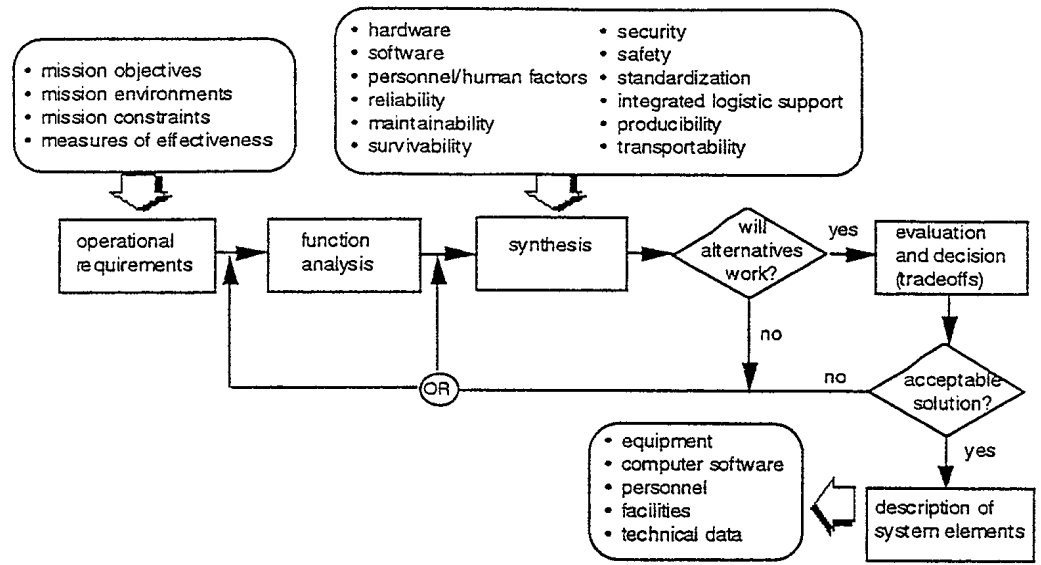 • mission objectives
• mission environments
• mission constraints
• measures of effectiveness
• hardware
• software
• personnel/human factors
• reliability
• maintainability
• survivability
• security
• safety
• standardization
• integrated logistic support
• producibility
• transportability
operational
requirements
function
analysis
synthesis
will
alternatives
work?
yes
evaluation
and decision
(tradeoffs)
no
OR
no
acceptable
solution?
yes
• equipment
• computer software
• personnel
• facilities
• technical data
description of
system elements